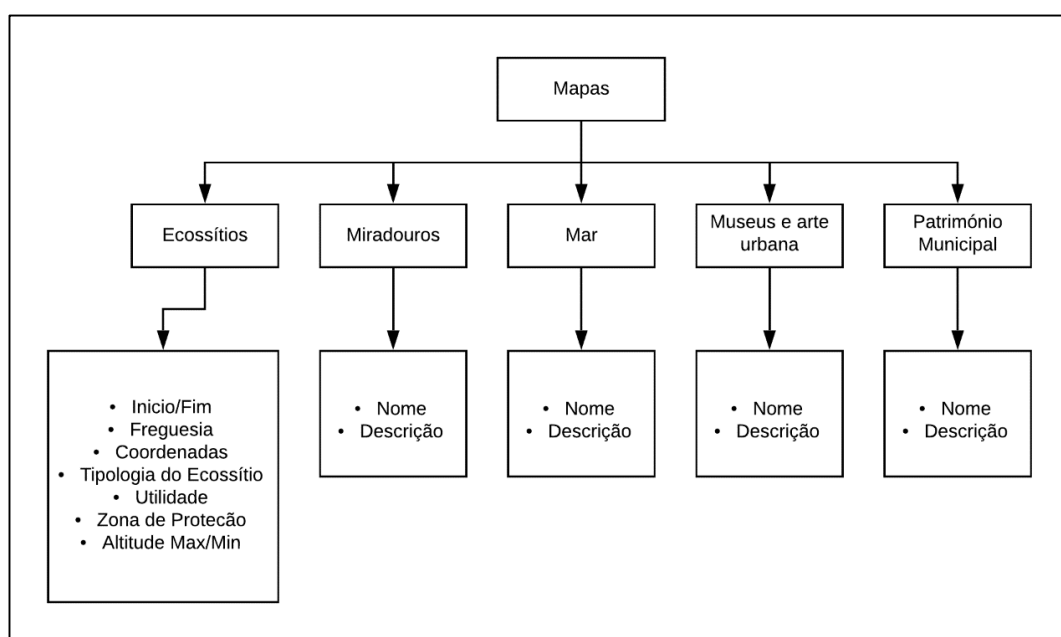 Mapas
Ecossítios
Miradouros
Mar
Museus e arte
urbana
Património
Municipal
• Inicio/Fim
• Freguesia
• Coordenadas
• Tipologia do Ecossítio
• Utilidade
• Zona de Protecão
• Altitude Max/Min
• Nome
• Descrição
• Nome
• Descrição
• Nome
• Descrição
• Nome
• Descrição